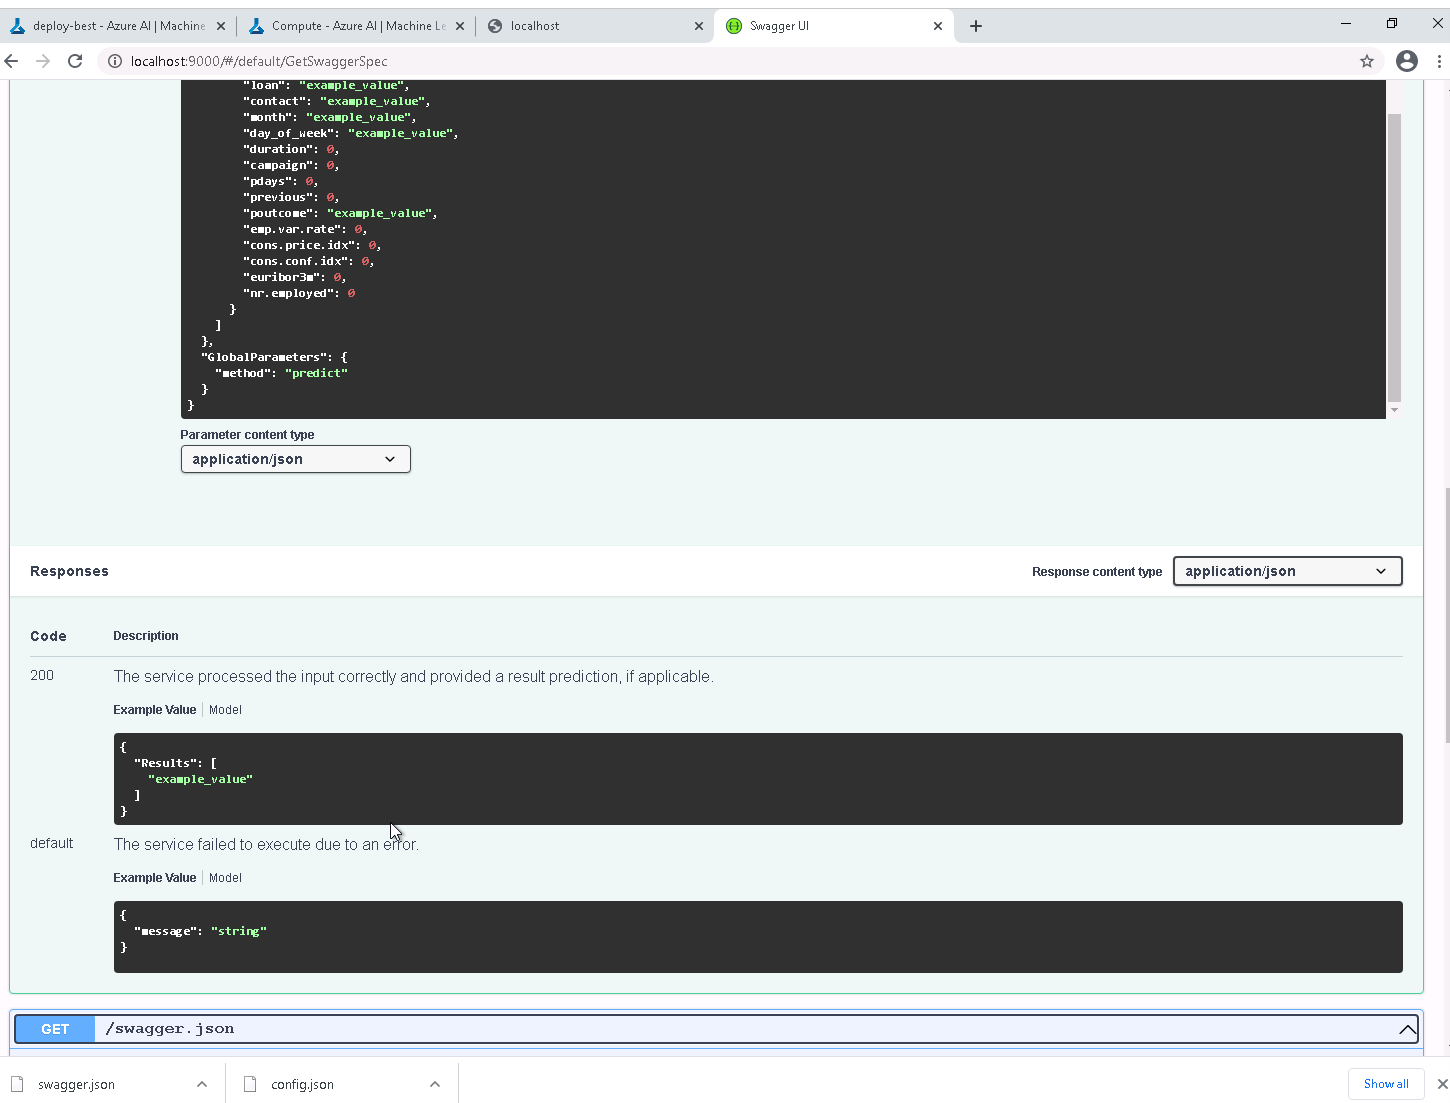 deploy-best - Azure AI | Machine
Compute - Azure AI | Machine Le
localhost
Swagger UI
localhost:9000/#/default/GetSwaggerSpec
"loan": "example_value",
"contact": "example_value",
"month": "example_value",
"day_of_week": "example_value",
"duration": 0,
"campaign": 0,
"pdays": 0,
"previous": 0,
"poutcome": "example_value",
"emp.var.rate": 0,
"cons.price.idx": 0,
"cons.conf.idx": 0,
"euribor3m": 0,
"nr.employed": 0
}
]
},
"GlobalParameters": {
"method": "predict"
}
}
Parameter content type
application/json
Responses
Response content type
application/json
Code Description
200 The service processed the input correctly and provided a result prediction, if applicable.
Example Value | Model
{
"Results": [
"example_value"
]
}
default The service failed to execute due to an error.
Example Value | Model
{
"message": "string"
}
GET /swagger.json
swagger.json
config.json
Show all